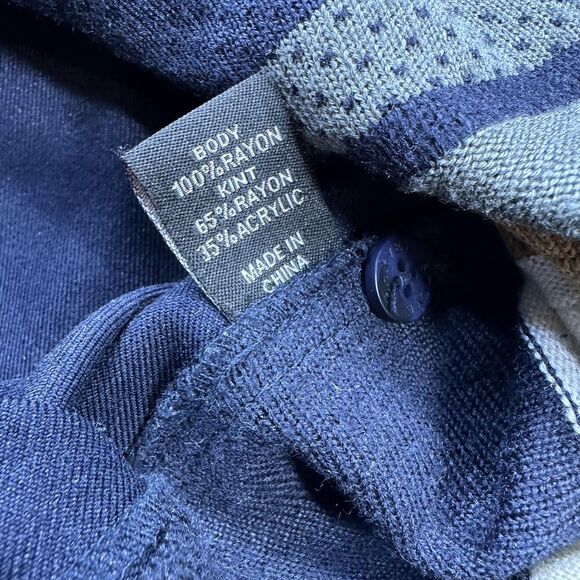 BODY
100%RAYON
KINT
65%RAYON
35%ACRYLIC
MADE IN
CHINA